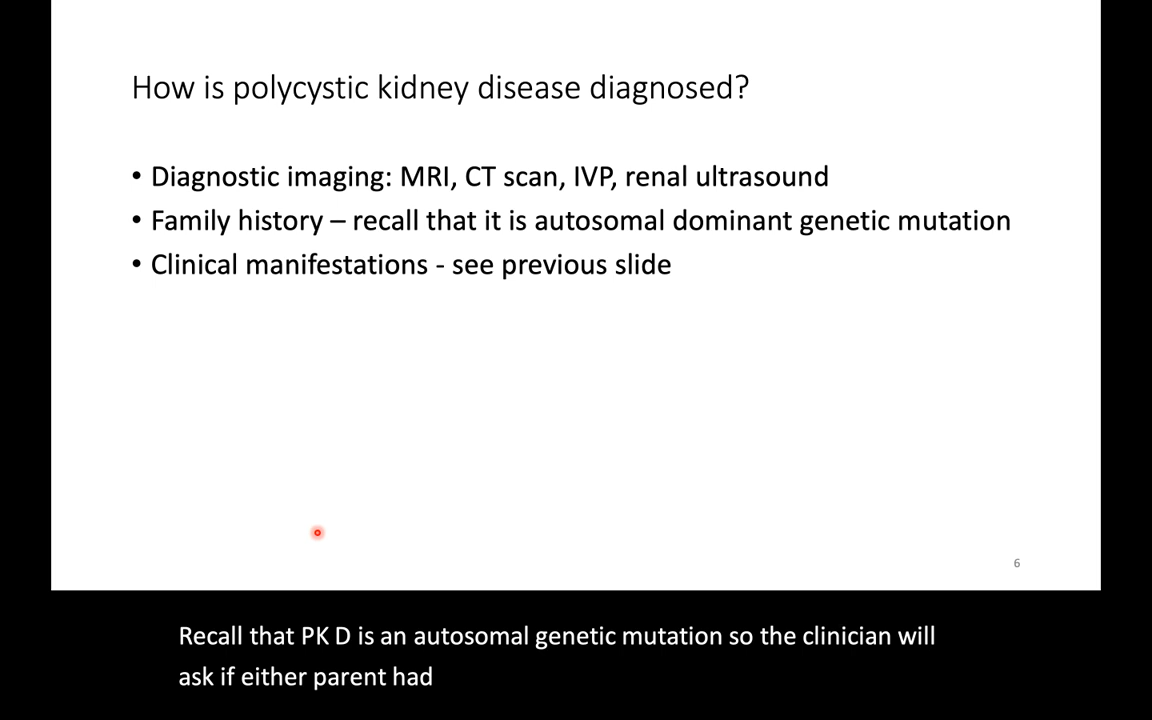 How is polycystic kidney disease diagnosed?
• Diagnostic imaging: MRI, CT scan, IVP, renal ultrasound
• Family history – recall that it is autosomal dominant genetic mutation
• Clinical manifestations - see previous slide
6
Recall that PK D is an autosomal genetic mutation so the clinician will
ask if either parent had